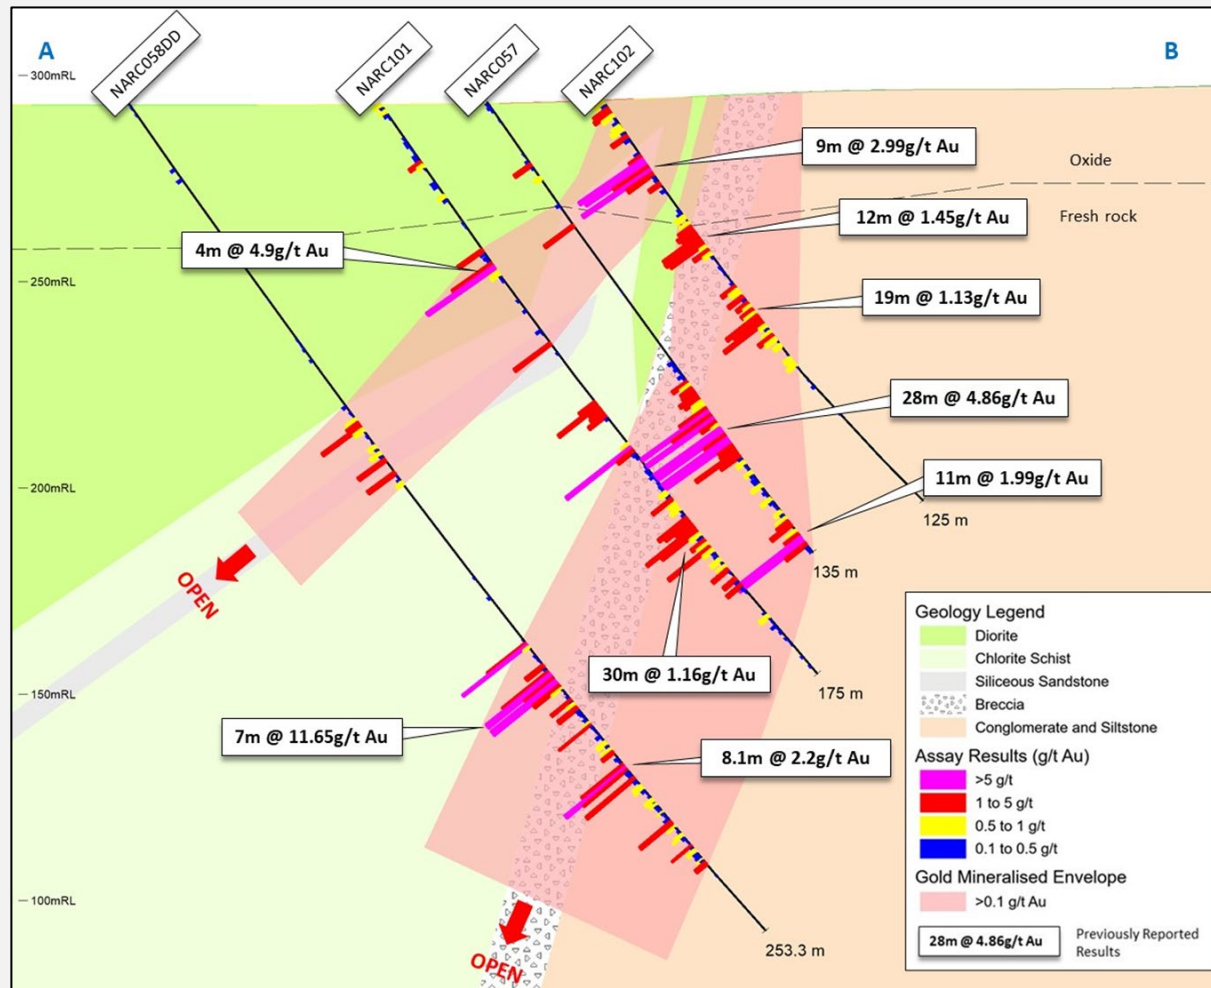 A
B
NARC058DD
NARC101
NARC057
NARC102
300mRL
9m @ 2.99g/t Au
Oxide
12m @ 1.45g/t Au
Fresh rock
4m @ 4.9g/t Au
250mRL
19m @ 1.13g/t Au
28m @ 4.86g/t Au
200mRL
11m @ 1.99g/t Au
125 m
135 m
OPEN
30m @ 1.16g/t Au
175 m
150mRL
7m @ 11.65g/t Au
8.1m @ 2.2g/t Au
100mRL
253.3 m
OPEN
Geology Legend
Diorite
Chlorite Schist
Siliceous Sandstone
Breccia
Conglomerate and Siltstone
Assay Results (g/t Au)
>5 g/t
1 to 5 g/t
0.5 to 1 g/t
0.1 to 0.5 g/t
Gold Mineralised Envelope
>0.1 g/t Au
28m @ 4.86g/t Au
Previously Reported
Results